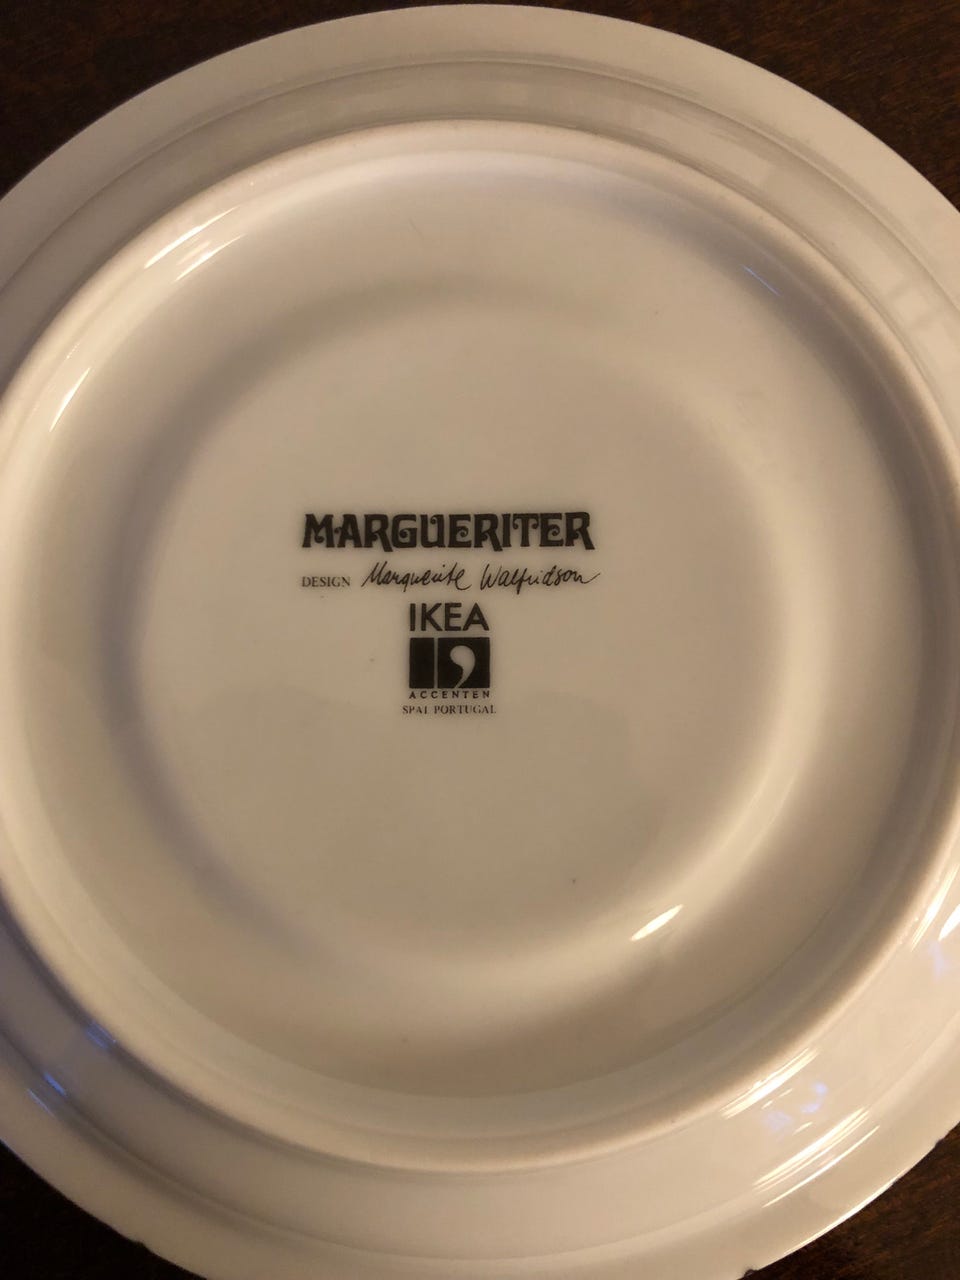 MARGUERITER
DESIGN Marguerite Walfridson
IKEA
ACCENTEN
SPAL PORTUGAL